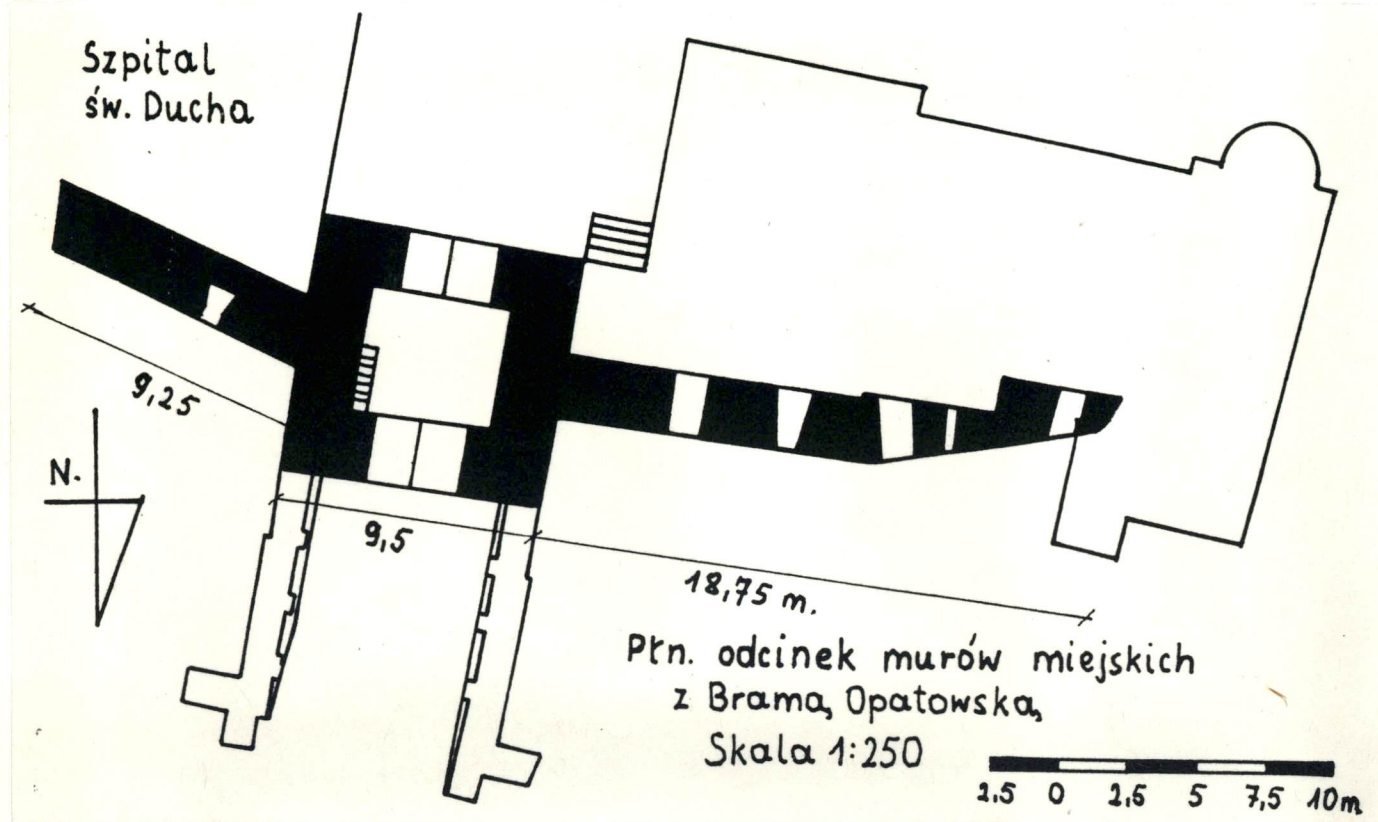 Szpital
św. Ducha
9,25
N.
9,5
18,75 m.
Płn. odcinek murów miejskich
z Bramą Opatowską
Skala 1:250
2.5 0 2,5 5 7,5 10m